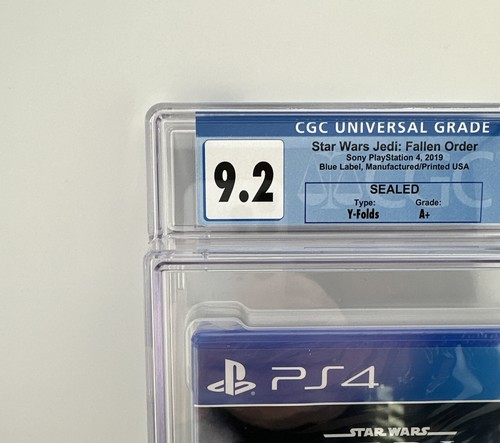 CGC UNIVERSAL GRADE
9.2
Star Wars Jedi: Fallen Order
Sony PlayStation 4, 2019
Blue Label, Manufactured/Printed USA
SEALED
Type: Grade:
Y-Folds A+
CGC
PS4
STAR WARS